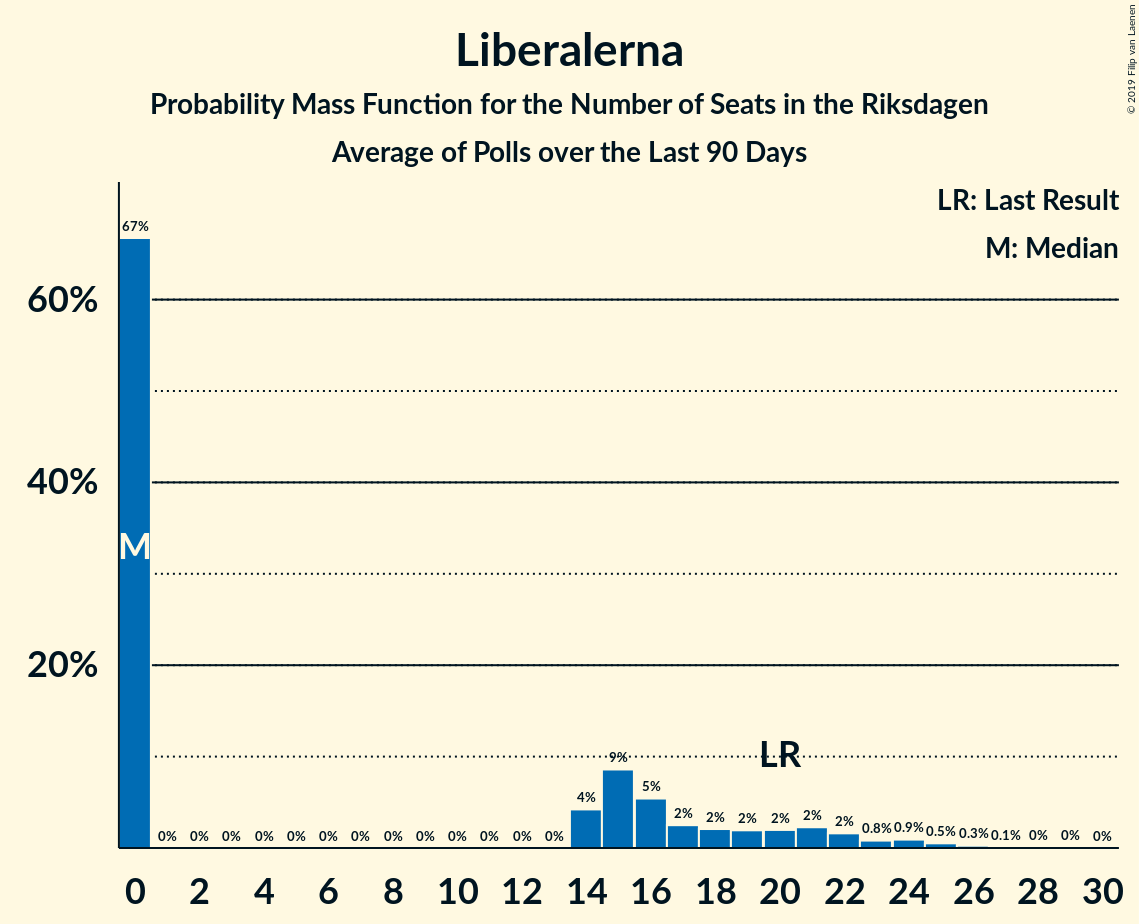 Liberalerna
Probability Mass Function for the Number of Seats in the Riksdagen
Average of Polls over the Last 90 Days
© 2019 Filip van Laenen
LR: Last Result
M: Median
67%
60%
40%
M
20%
LR
9%
5%
4%
2% 2% 2% 2% 2% 2%
0.8% 0.9% 0.5% 0.3% 0.1% 0% 0% 0%
0% 0% 0% 0% 0% 0% 0% 0% 0% 0% 0% 0% 0%
0 2 4 6 8 10 12 14 16 18 20 22 24 26 28 30